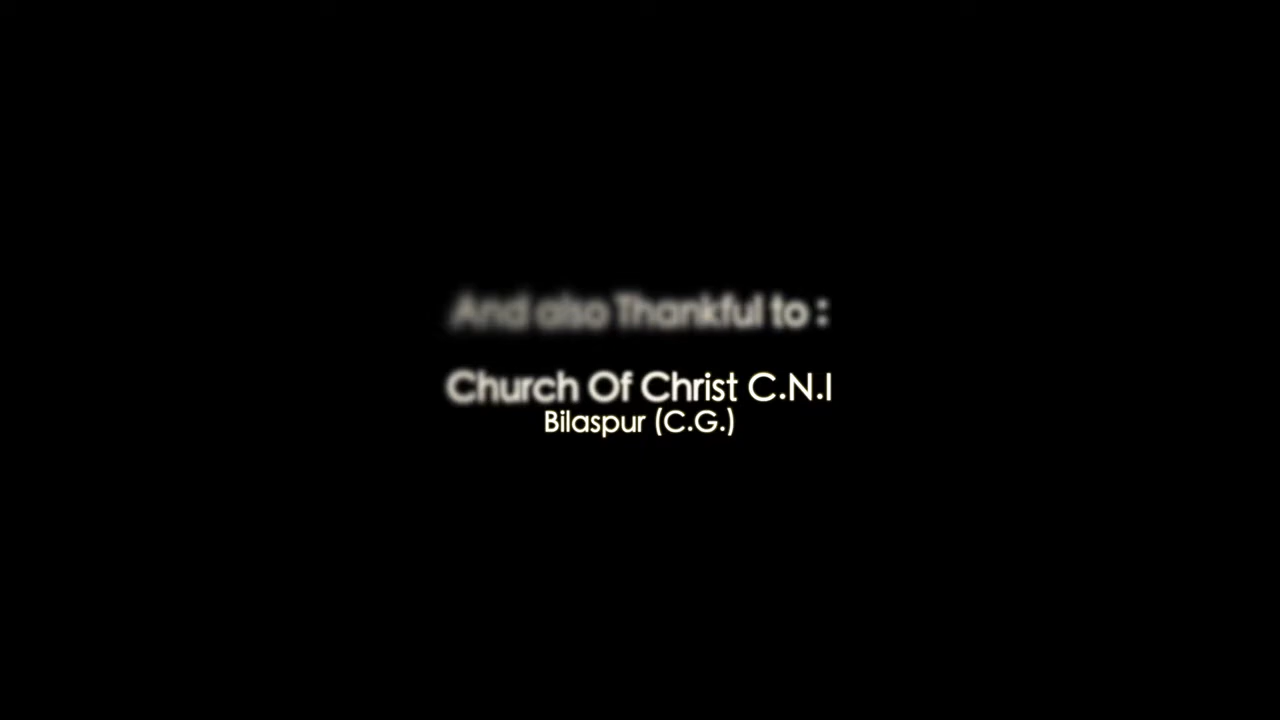 And also Thankful to :
Church Of Christ C.N.I
Bilaspur (C.G.)